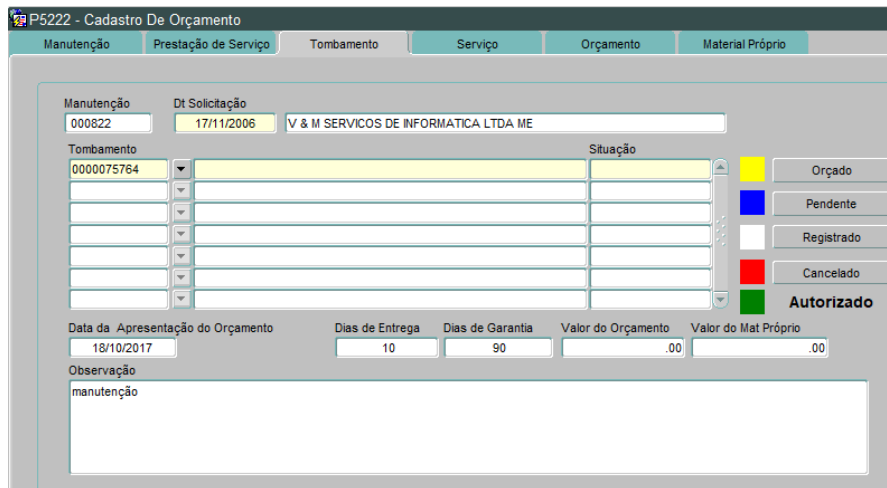 P5222 - Cadastro De Orçamento
Manutenção Prestação de Serviço Tombamento Serviço Orçamento Material Próprio
Manutenção Dt Solicitação
000822 17/11/2006 V & M SERVICOS DE INFORMATICA LTDA ME
Tombamento Situação
0000075764 Orçado
Pendente
Registrado
Cancelado
Autorizado
Data da Apresentação do Orçamento Dias de Entrega Dias de Garantia Valor do Orçamento Valor do Mat Próprio
18/10/2017 10 90 .00 .00
Observação
manutenção